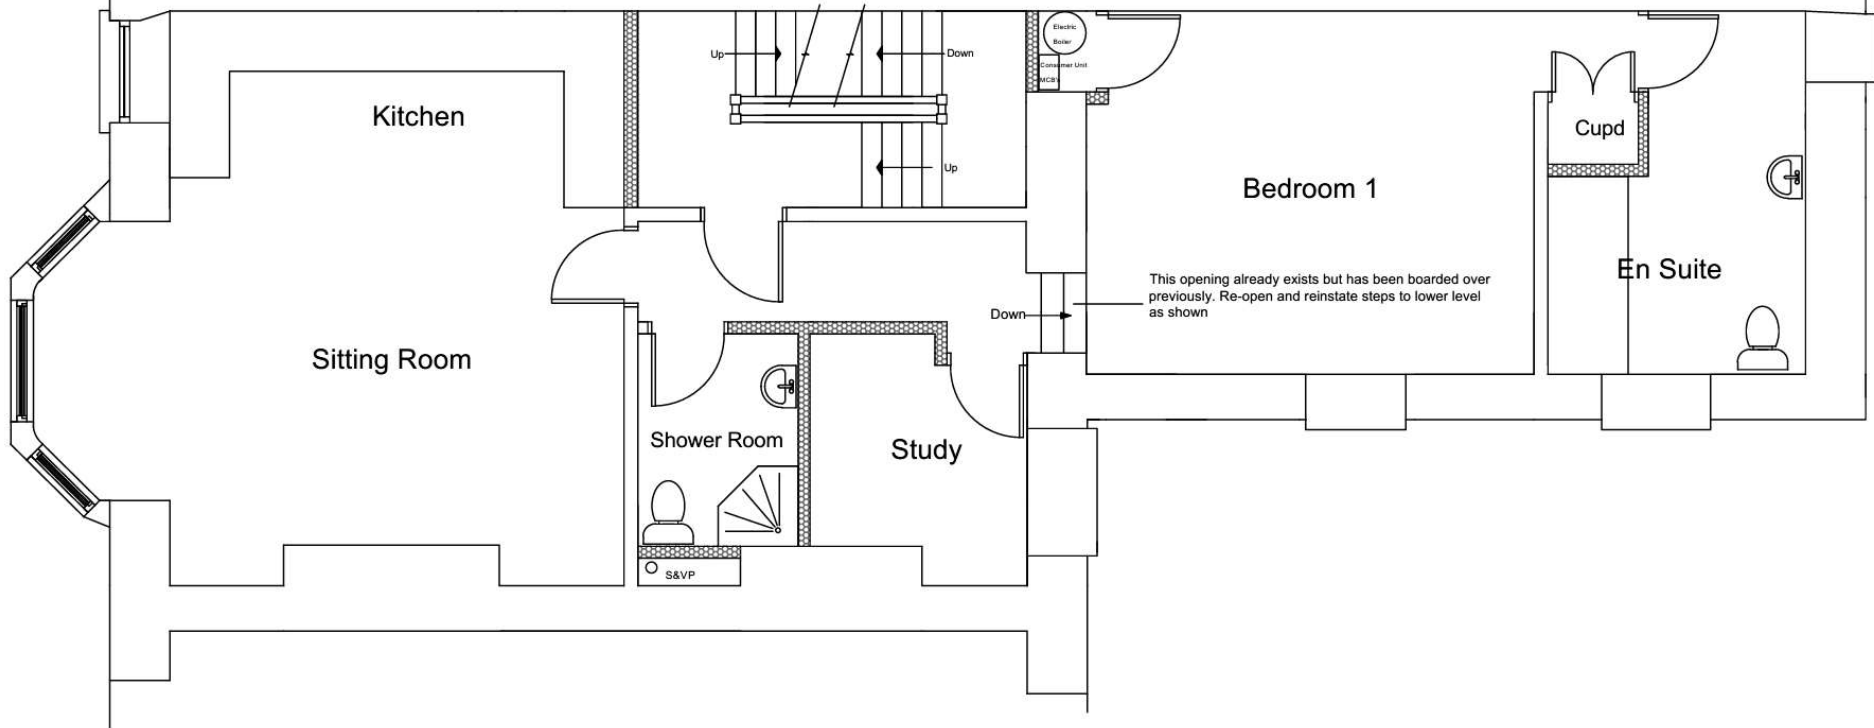 Electric
Boiler
Up
Down
Consumer Unit
MCB's
Kitchen
Cupd
Up
Bedroom 1
En Suite
This opening already exists but has been boarded over
previously. Re-open and reinstate steps to lower level
as shown
Down
Sitting Room
Shower Room
Study
S&VP